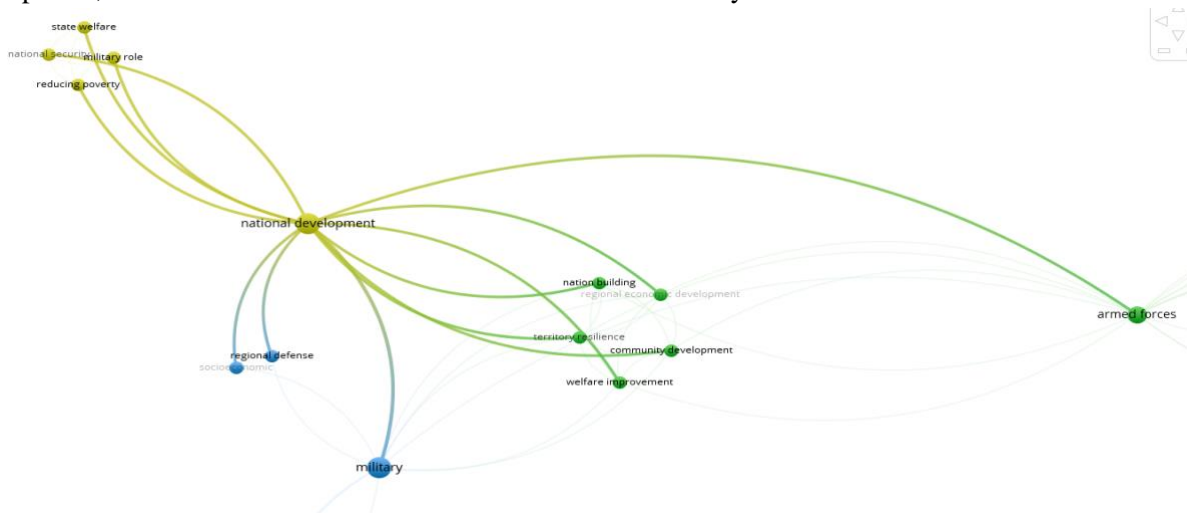 state welfare
national security
military role
reducing poverty
national development
nation building
regional economic development
armed forces
territory resilience
community development
regional defense
socioeconomic
welfare improvement
military